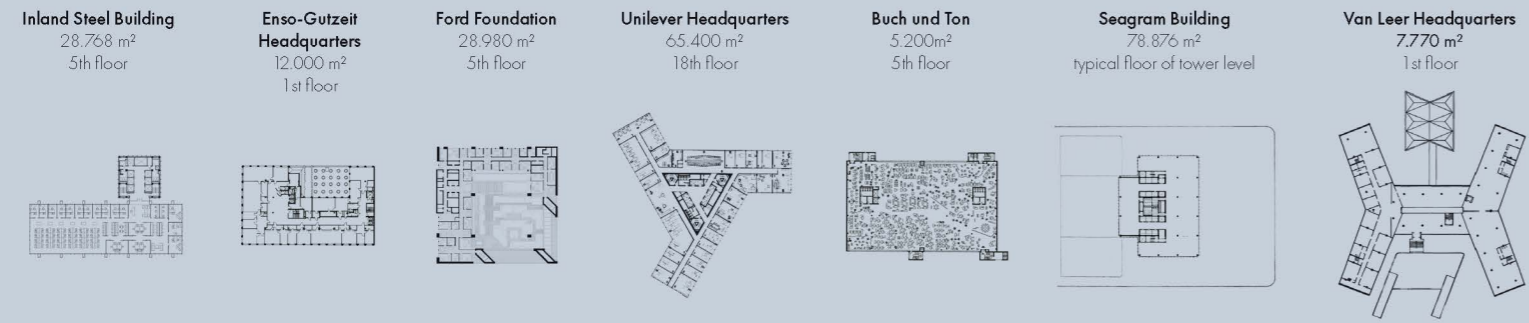 Inland Steel Building
28.768 m²
5th floor
Enso-Gutzeit
Headquarters
12.000 m²
1st floor
Ford Foundation
28.980 m²
5th floor
Unilever Headquarters
65.400 m²
18th floor
Buch und Ton
5.200m²
5th floor
Seagram Building
78.876 m²
typical floor of tower level
Van Leer Headquarters
7.770 m²
1st floor